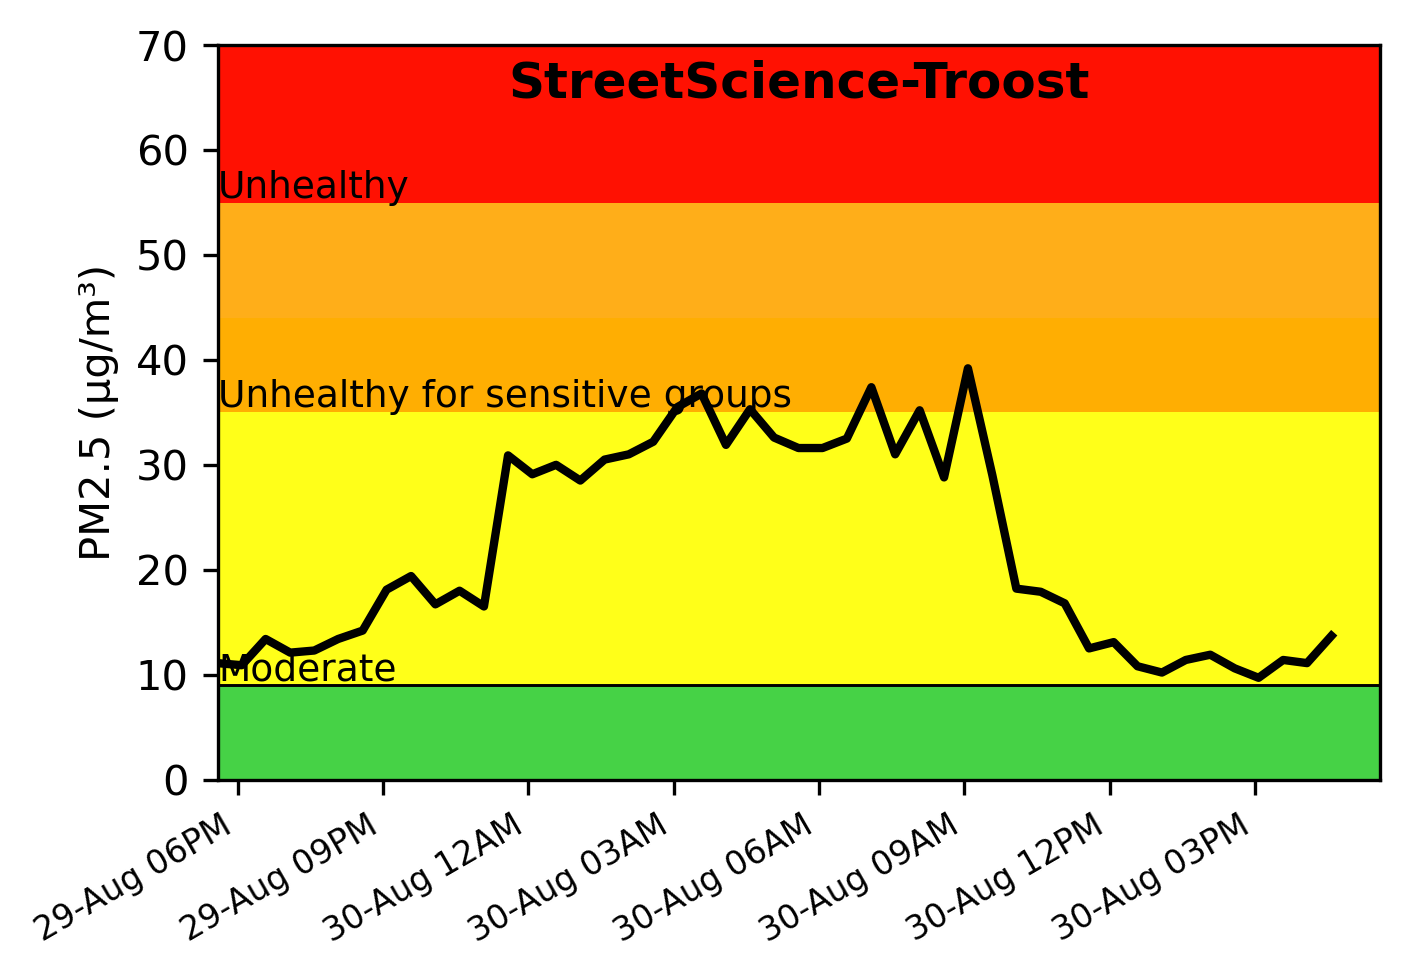 StreetScience-Troost
70
60
Unhealthy
50
40
Unhealthy for sensitive groups
30
20
Moderate
10
0
PM2.5 (µg/m³)
29-Aug 06PM
29-Aug 09PM
30-Aug 12AM
30-Aug 03AM
30-Aug 06AM
30-Aug 09AM
30-Aug 12PM
30-Aug 03PM